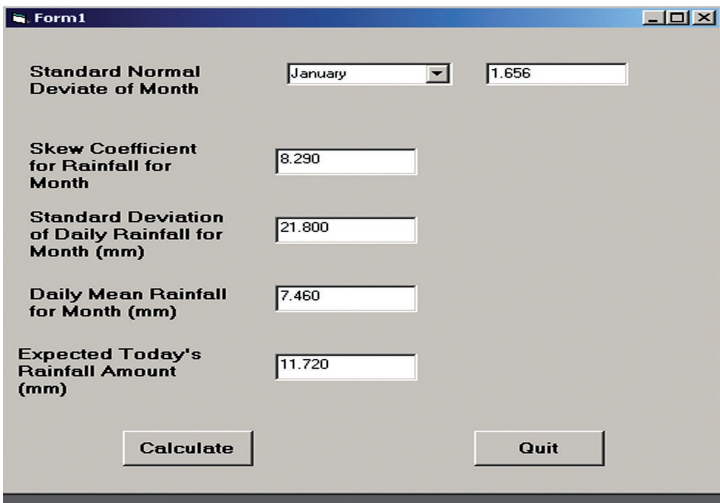 Form1
Standard Normal
Deviate of Month
January
1.656
Skew Coefficient
for Rainfall for
Month
8.290
Standard Deviation
of Daily Rainfall for
Month (mm)
21.800
Daily Mean Rainfall
for Month (mm)
7.460
Expected Today's
Rainfall Amount
(mm)
11.720
Calculate
Quit